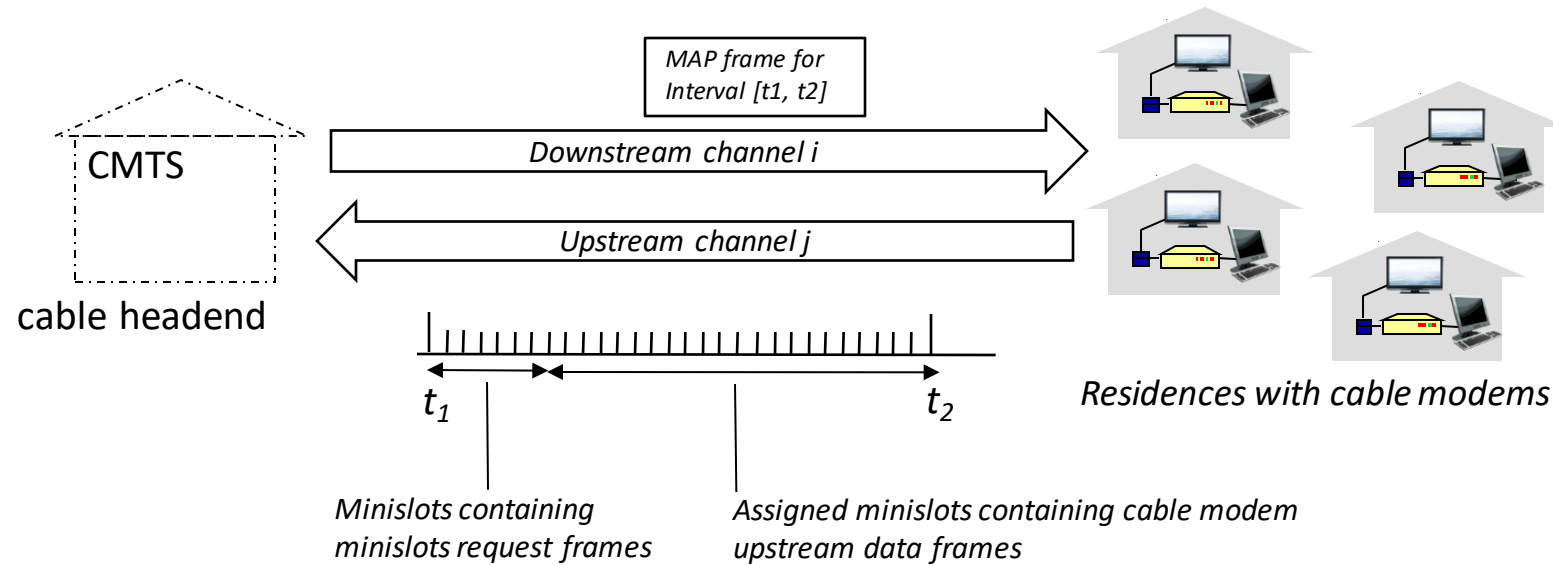 MAP frame for
Interval [t1, t2]
CMTS
Downstream channel i
Upstream channel j
cable headend
t1
t2
Residences with cable modems
Minislots containing
minislots request frames
Assigned minislots containing cable modem
upstream data frames